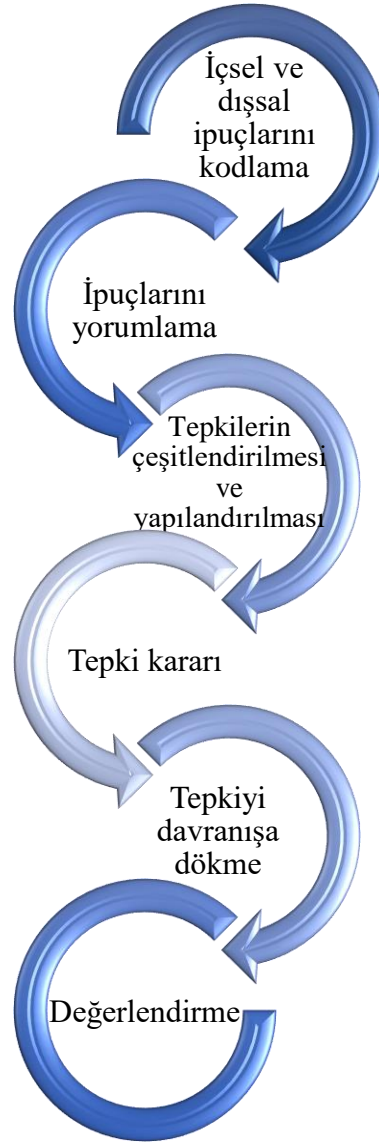 İçsel ve
dışsal
ipuçlarını
kodlama
İpuçlarını
yorumlama
Tepkilerin
çeşitlendirilmesi
ve
yapılandırılması
Tepki kararı
Tepkiyi
davranışa
dökme
Değerlendirme